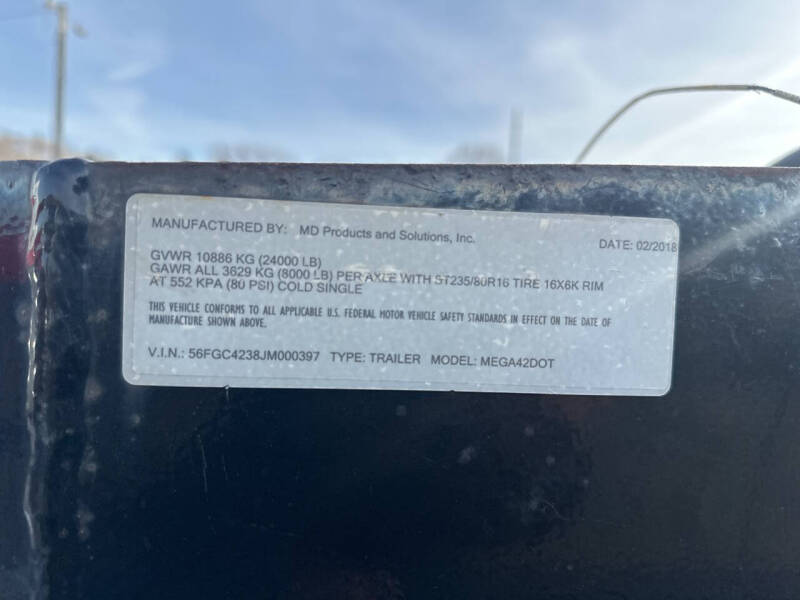 MANUFACTURED BY: MD Products and Solutions, Inc. DATE: 02/2018
GVWR 10886 KG (24000 LB)
GAWR ALL 3629 KG (8000 LB) PER AXLE WITH ST235/80R16 TIRE 16X6K RIM
AT 552 KPA (80 PSI) COLD SINGLE
THIS VEHICLE CONFORMS TO ALL APPLICABLE U.S. FEDERAL MOTOR VEHICLE SAFETY STANDARDS IN EFFECT ON THE DATE OF
MANUFACTURE SHOWN ABOVE.
V.I.N.: 56FGC4238JM000397 TYPE: TRAILER MODEL: MEGA42DOT